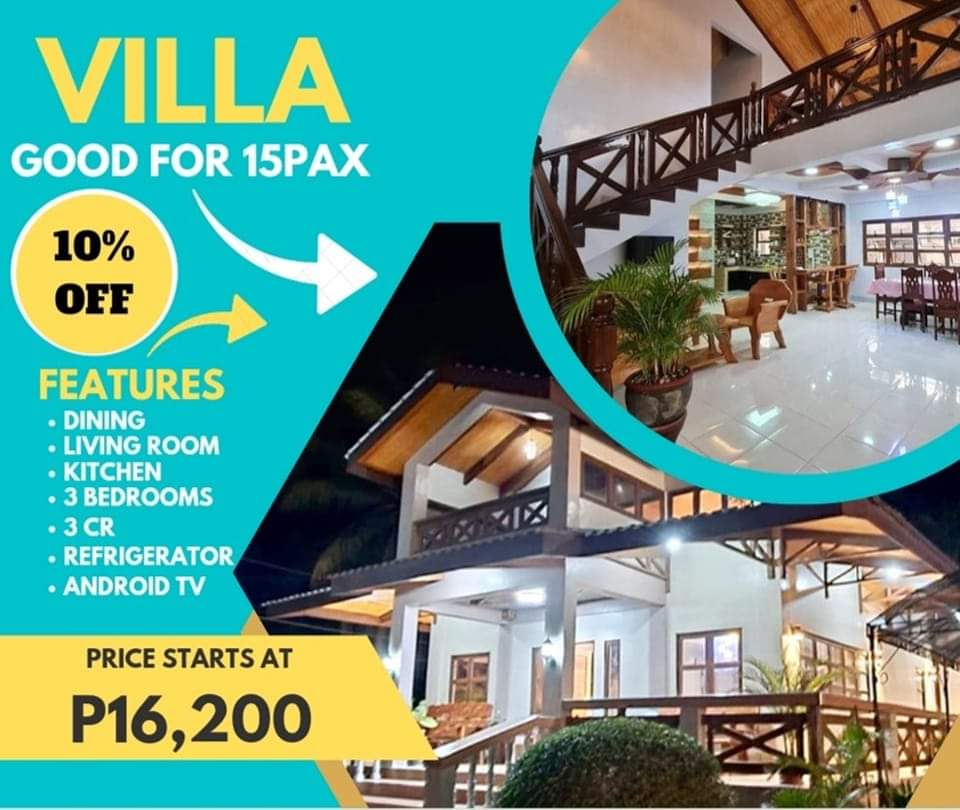 VILLA
GOOD FOR 15PAX
10%
OFF
FEATURES
• DINING
• LIVING ROOM
• KITCHEN
• 3 BEDROOMS
• 3 CR
• REFRIGERATOR
• ANDROID TV
PRICE STARTS AT
P16,200